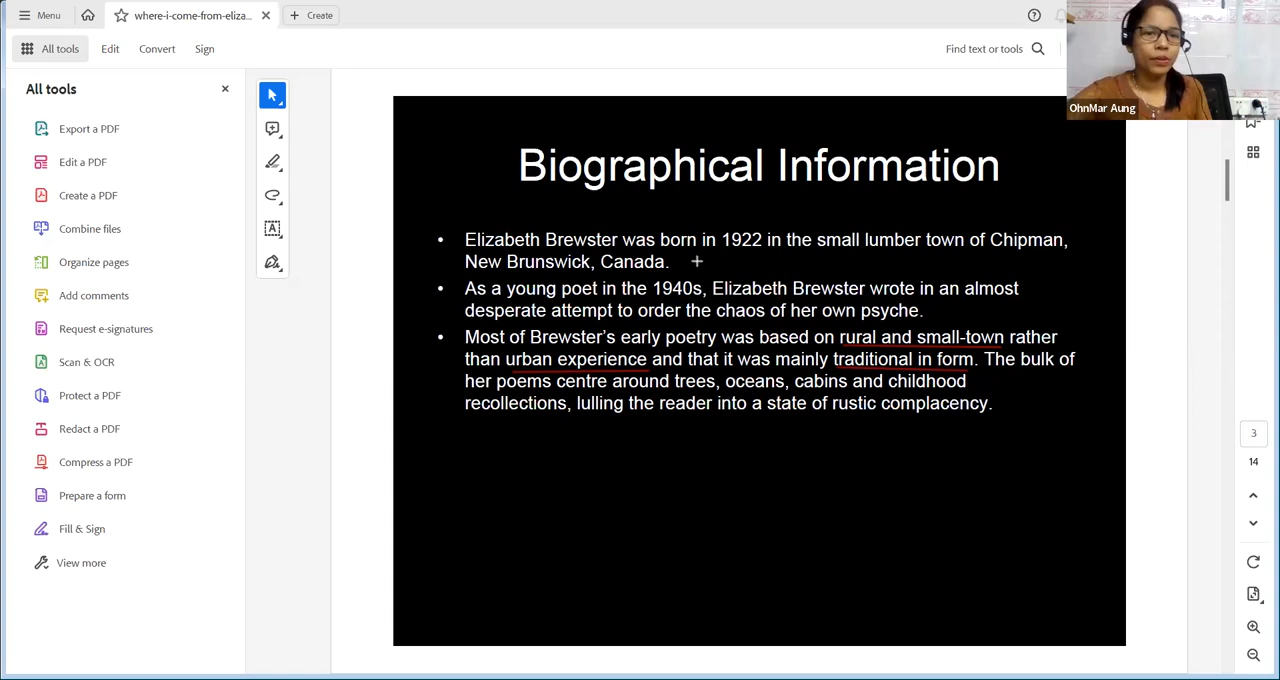 Menu
where-i-come-from-eliza...
Create
All tools
Edit
Convert
Sign
Find text or tools
OhnMar Aung
All tools
Export a PDF
Edit a PDF
Create a PDF
Combine files
Organize pages
Add comments
Request e-signatures
Scan & OCR
Protect a PDF
Redact a PDF
Compress a PDF
Prepare a form
Fill & Sign
View more
Biographical Information
• Elizabeth Brewster was born in 1922 in the small lumber town of Chipman,
New Brunswick, Canada.
• As a young poet in the 1940s, Elizabeth Brewster wrote in an almost
desperate attempt to order the chaos of her own psyche.
• Most of Brewster’s early poetry was based on rural and small-town rather
than urban experience and that it was mainly traditional in form. The bulk of
her poems centre around trees, oceans, cabins and childhood
recollections, lulling the reader into a state of rustic complacency.
3
14